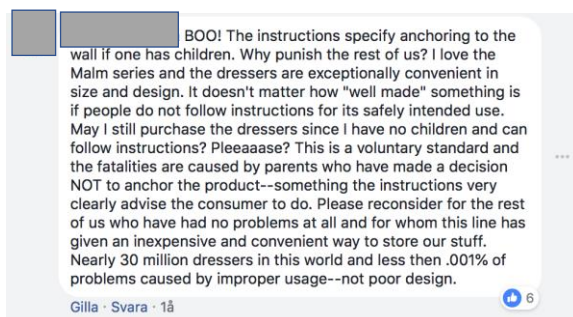 BOO! The instructions specify anchoring to the
wall if one has children. Why punish the rest of us? I love the
Malm series and the dressers are exceptionally convenient in
size and design. It doesn't matter how "well made" something is
if people do not follow instructions for its safely intended use.
May I still purchase the dressers since I have no children and can
follow instructions? Pleeaaase? This is a voluntary standard and
the fatalities are caused by parents who have made a decision
NOT to anchor the product--something the instructions very
clearly advise the consumer to do. Please reconsider for the rest
of us who have had no problems at all and for whom this line has
given an inexpensive and convenient way to store our stuff.
Nearly 30 million dressers in this world and less then .001% of
problems caused by improper usage--not poor design.
6
Gilla · Svara · 1å